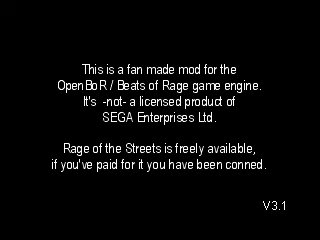 This is a fan made mod for the
OpenBoR / Beats of Rage game engine.
It's -not- a licensed product of
SEGA Enterprises Ltd.
Rage of the Streets is freely available,
if you've paid for it you have been conned.
V3.1